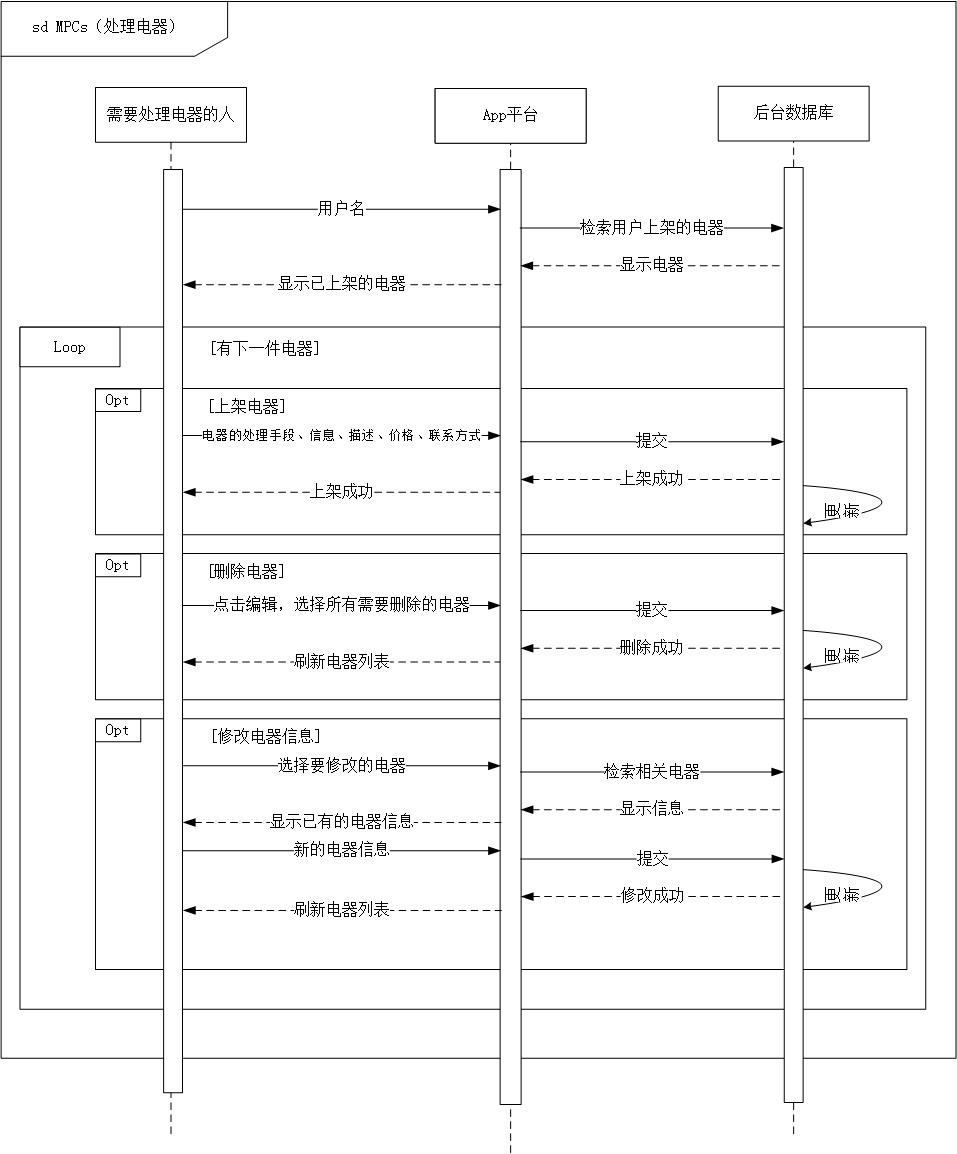 sd MPCs（处理电器）
需要处理电器的人
App平台
后台数据库
用户名
检索用户上架的电器
显示电器
显示已上架的电器
Loop
[有下一件电器]
Opt
[上架电器]
电器的处理手段、信息、描述、价格、联系方式
提交
上架成功
上架成功
更新
Opt
[删除电器]
点击编辑，选择所有需要删除的电器
提交
删除成功
更新
刷新电器列表
Opt
[修改电器信息]
选择要修改的电器
检索相关电器
显示信息
显示已有的电器信息
新的电器信息
提交
修改成功
更新
刷新电器列表